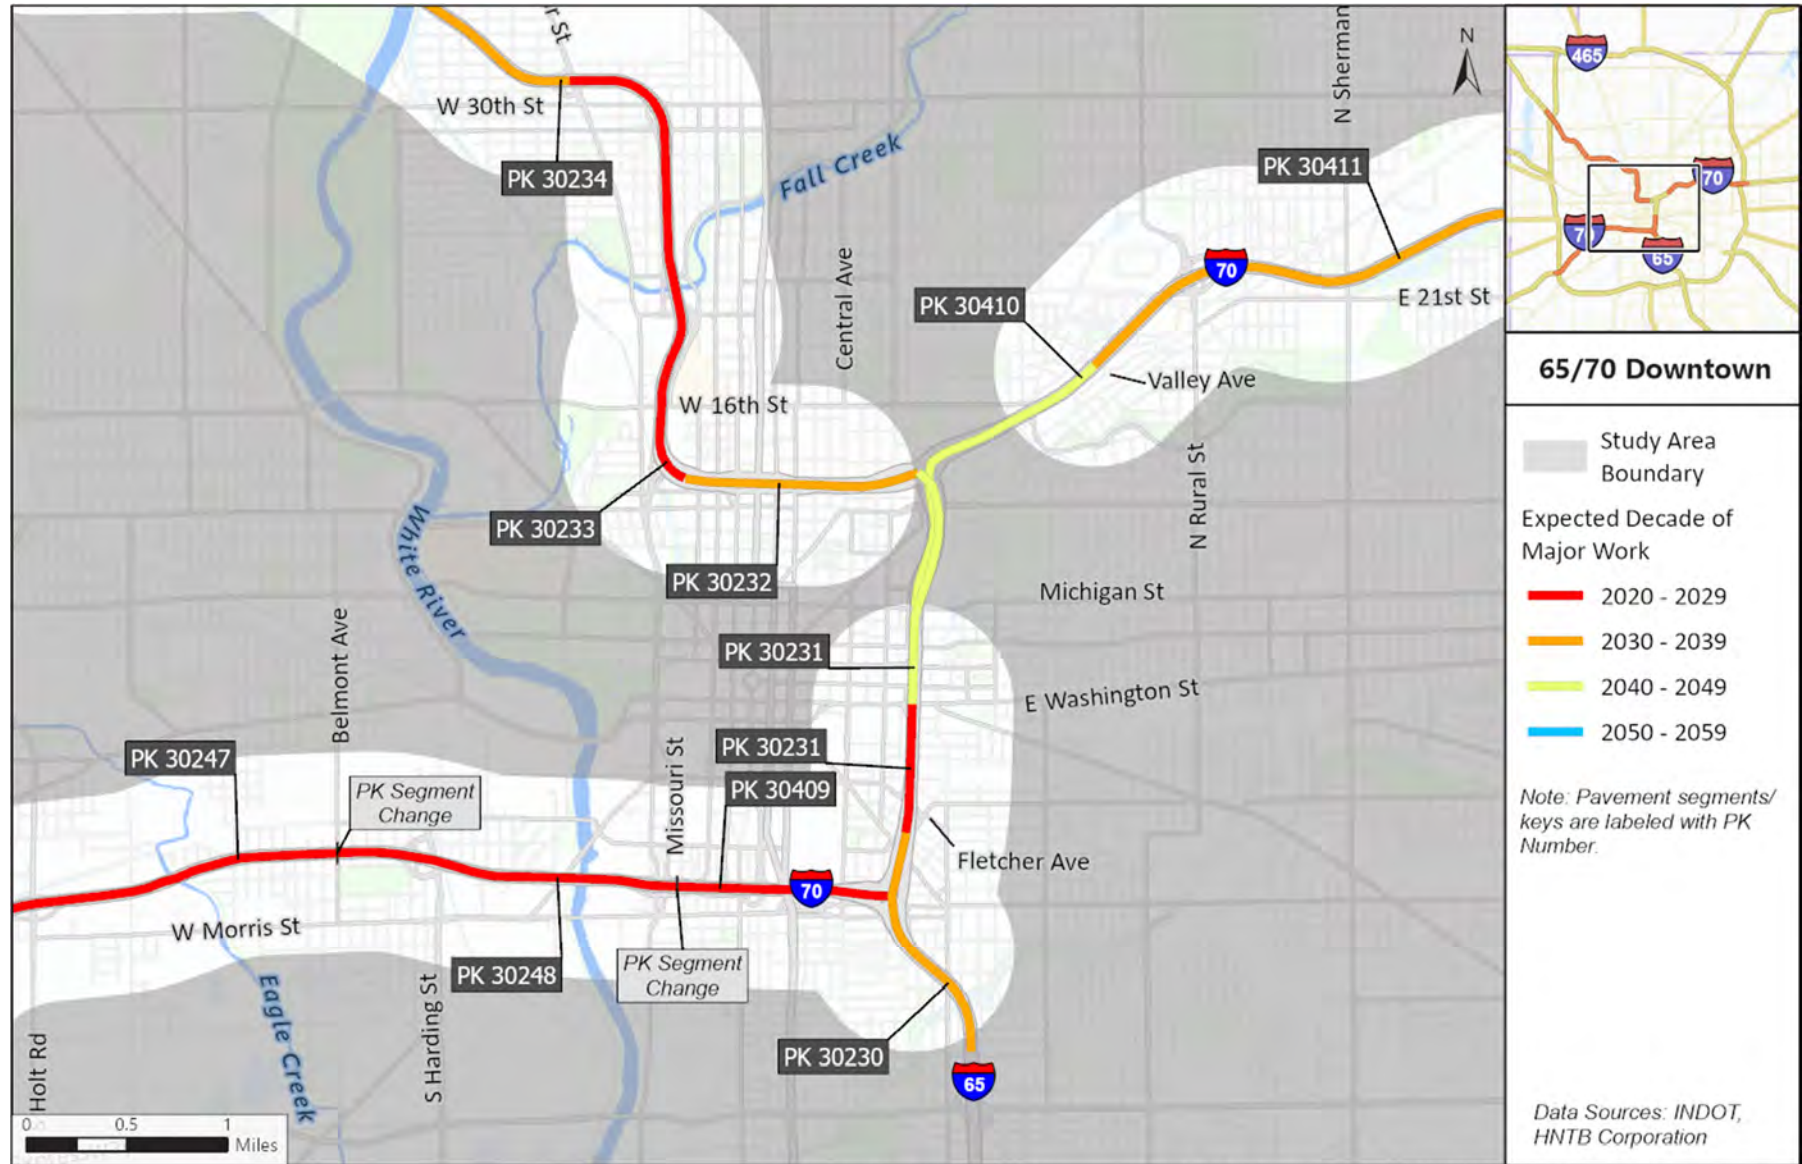 r St
N Sherman
N
W 30th St
PK 30234
Fall Creek
PK 30411
70
E 21st St
Central Ave
PK 30410
Valley Ave
W 16th St
N Rural St
PK 30233
White River
PK 30232
Michigan St
Belmont Ave
PK 30231
E Washington St
PK 30247
PK 30231
Missouri St
PK 30409
PK Segment
Change
Fletcher Ave
70
W Morris St
PK 30248
PK Segment
Change
Eagle Creek
S Harding St
PK 30230
65
Holt Rd
0
0.5
1
Miles
465
70
70
65
65/70 Downtown
Study Area
Boundary
Expected Decade of
Major Work
2020 - 2029
2030 - 2039
2040 - 2049
2050 - 2059
Note: Pavement segments/
keys are labeled with PK
Number.
Data Sources: INDOT,
HNTB Corporation